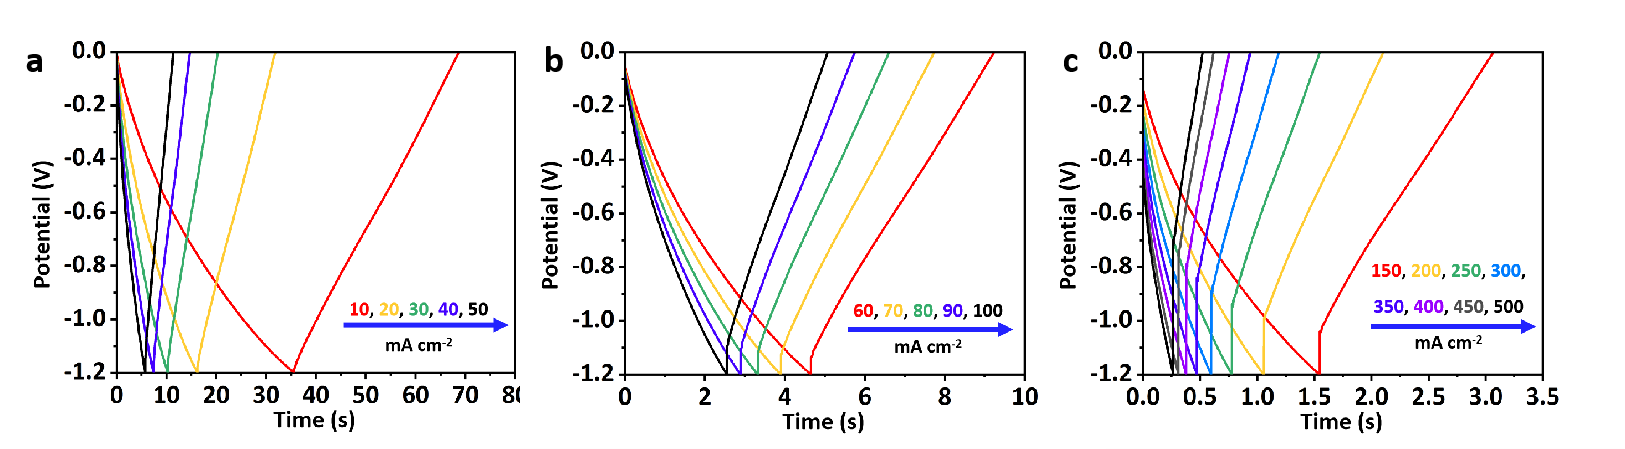 a
0.0
-0.2
-0.4
-0.6
-0.8
-1.0
-1.2
Potential (V)
10, 20, 30, 40, 50
mA cm-2
0 10 20 30 40 50 60 70 8
Time (s)
b
0.0
-0.2
-0.4
-0.6
-0.8
-1.0
-1.2
Potential (V)
60, 70, 80, 90, 100
mA cm-2
0 2 4 6 8 10
Time (s)
c
0.0
-0.2
-0.4
-0.6
-0.8
-1.0
-1.2
Potential (V)
150, 200, 250, 300,
350, 400, 450, 500
mA cm-2
0.0 0.5 1.0 1.5 2.0 2.5 3.0 3.5
Time (s)